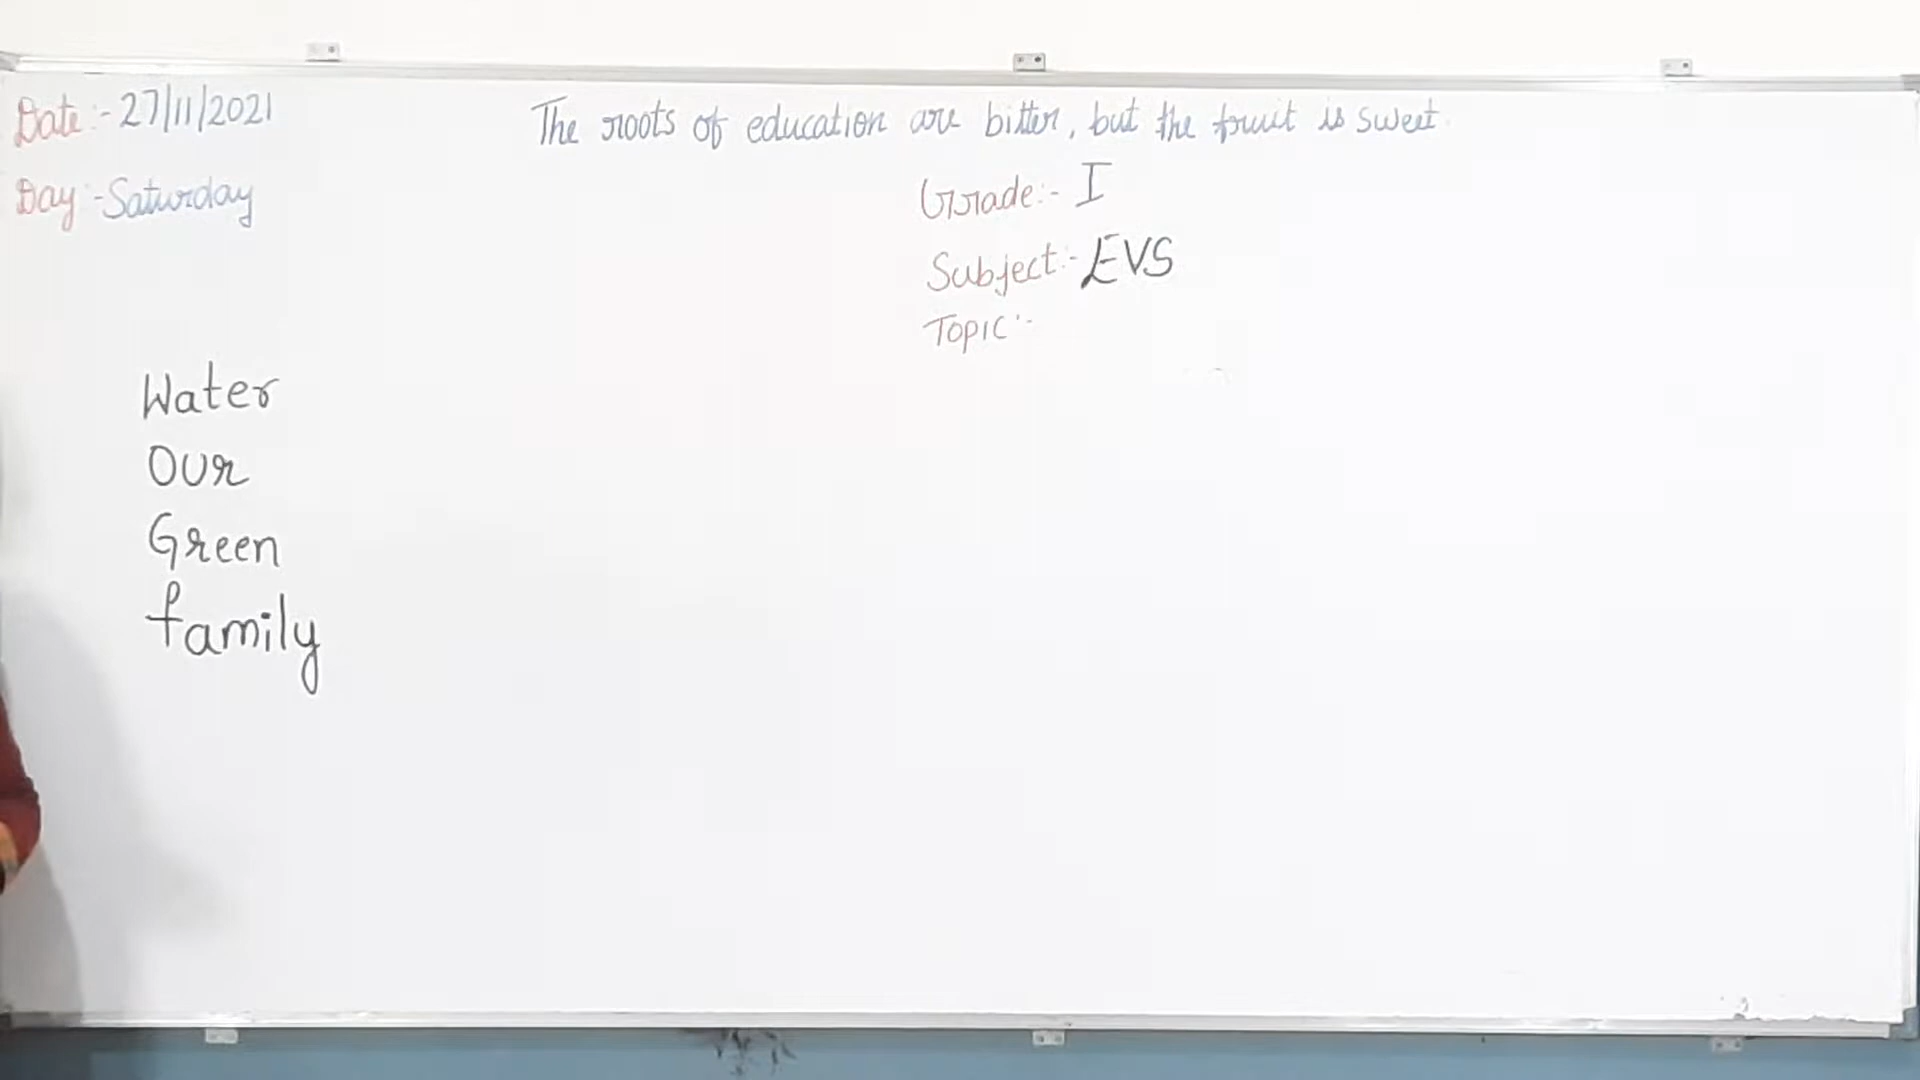 Date:- 27/11/2021
The roots of education are bitter, but the fruit is sweet.
Day:- Saturday
Grade:- I
Subject:- EVS
Topic:-
Water
Our
Green
family